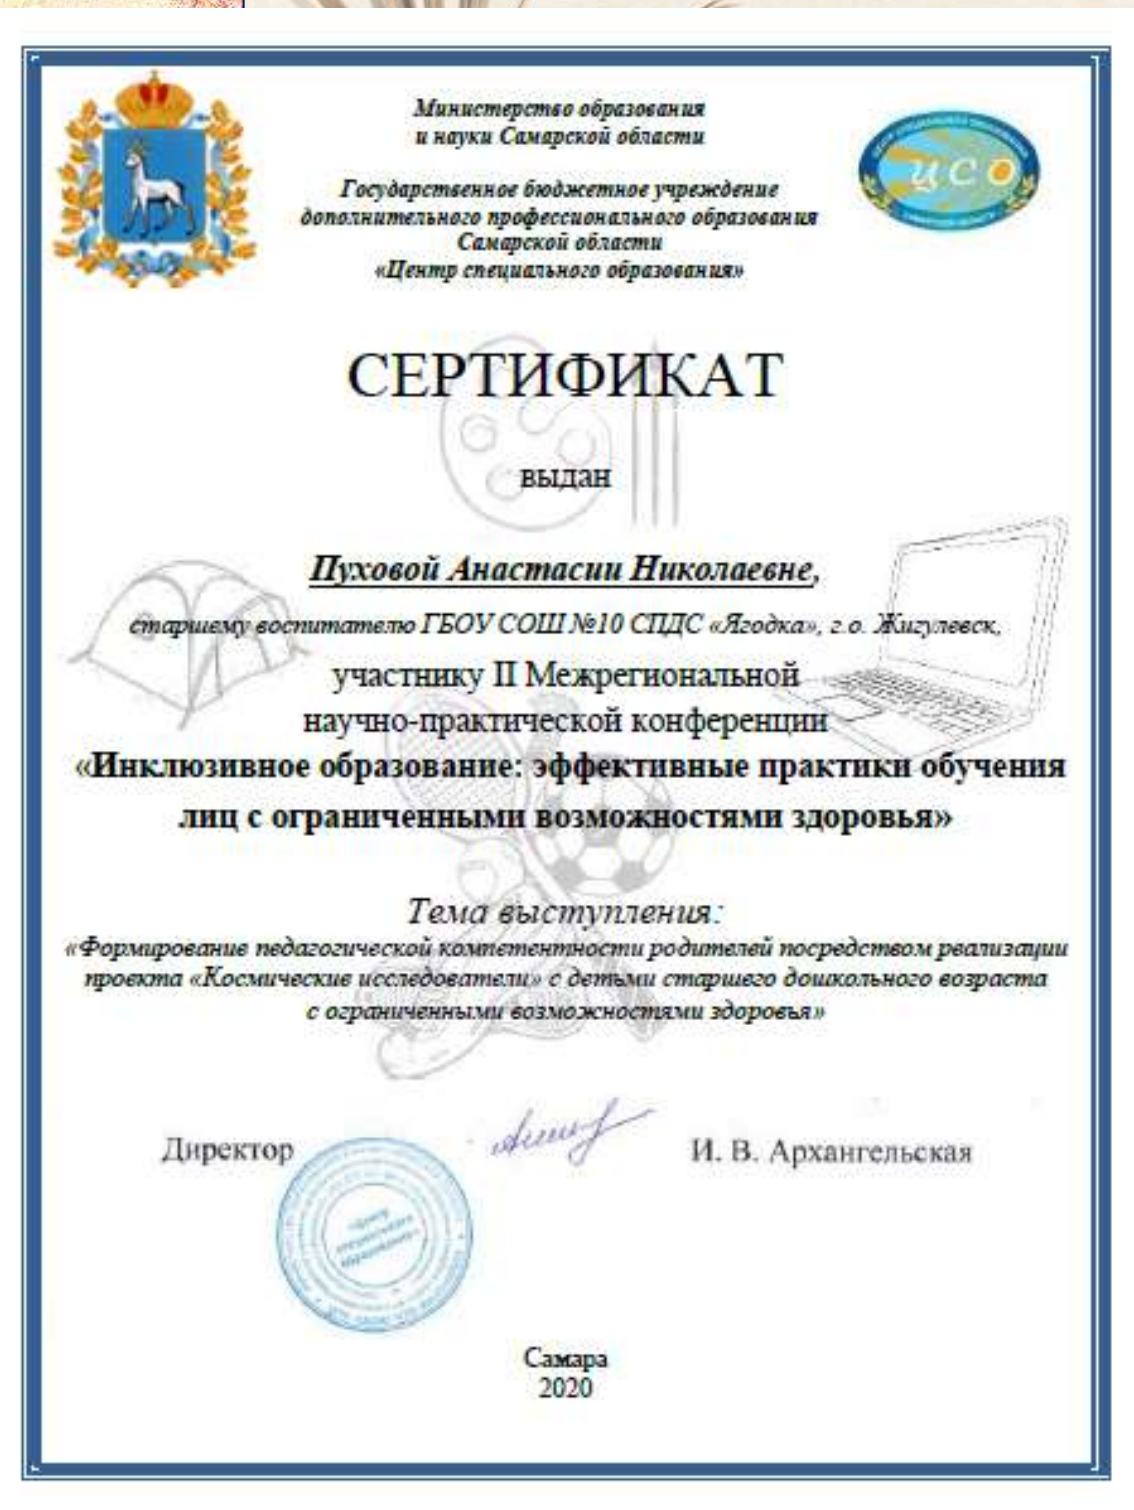 Министерство образования
и науки Самарской области
Государственное бюджетное учреждение
дополнительного профессионального образования
Самарской области
«Центр специального образования»
ЦСО
СЕРТИФИКАТ
выдан
Пуховой Анастасии Николаевне,
старшему воспитателю ГБОУ СОШ №10 СПДС «Ягодка», г.о. Жигулевск,
участнику II Межрегиональной
научно-практической конференции
«Инклюзивное образование: эффективные практики обучения
лиц с ограниченными возможностями здоровья»
Тема выступления:
«Формирование педагогической компетентности родителей посредством реализации
проекта «Космические исследователи» с детьми старшего дошкольного возраста
с ограниченными возможностями здоровья»
Директор
И. В. Архангельская
«Центр
специального
образования»
Самара
2020